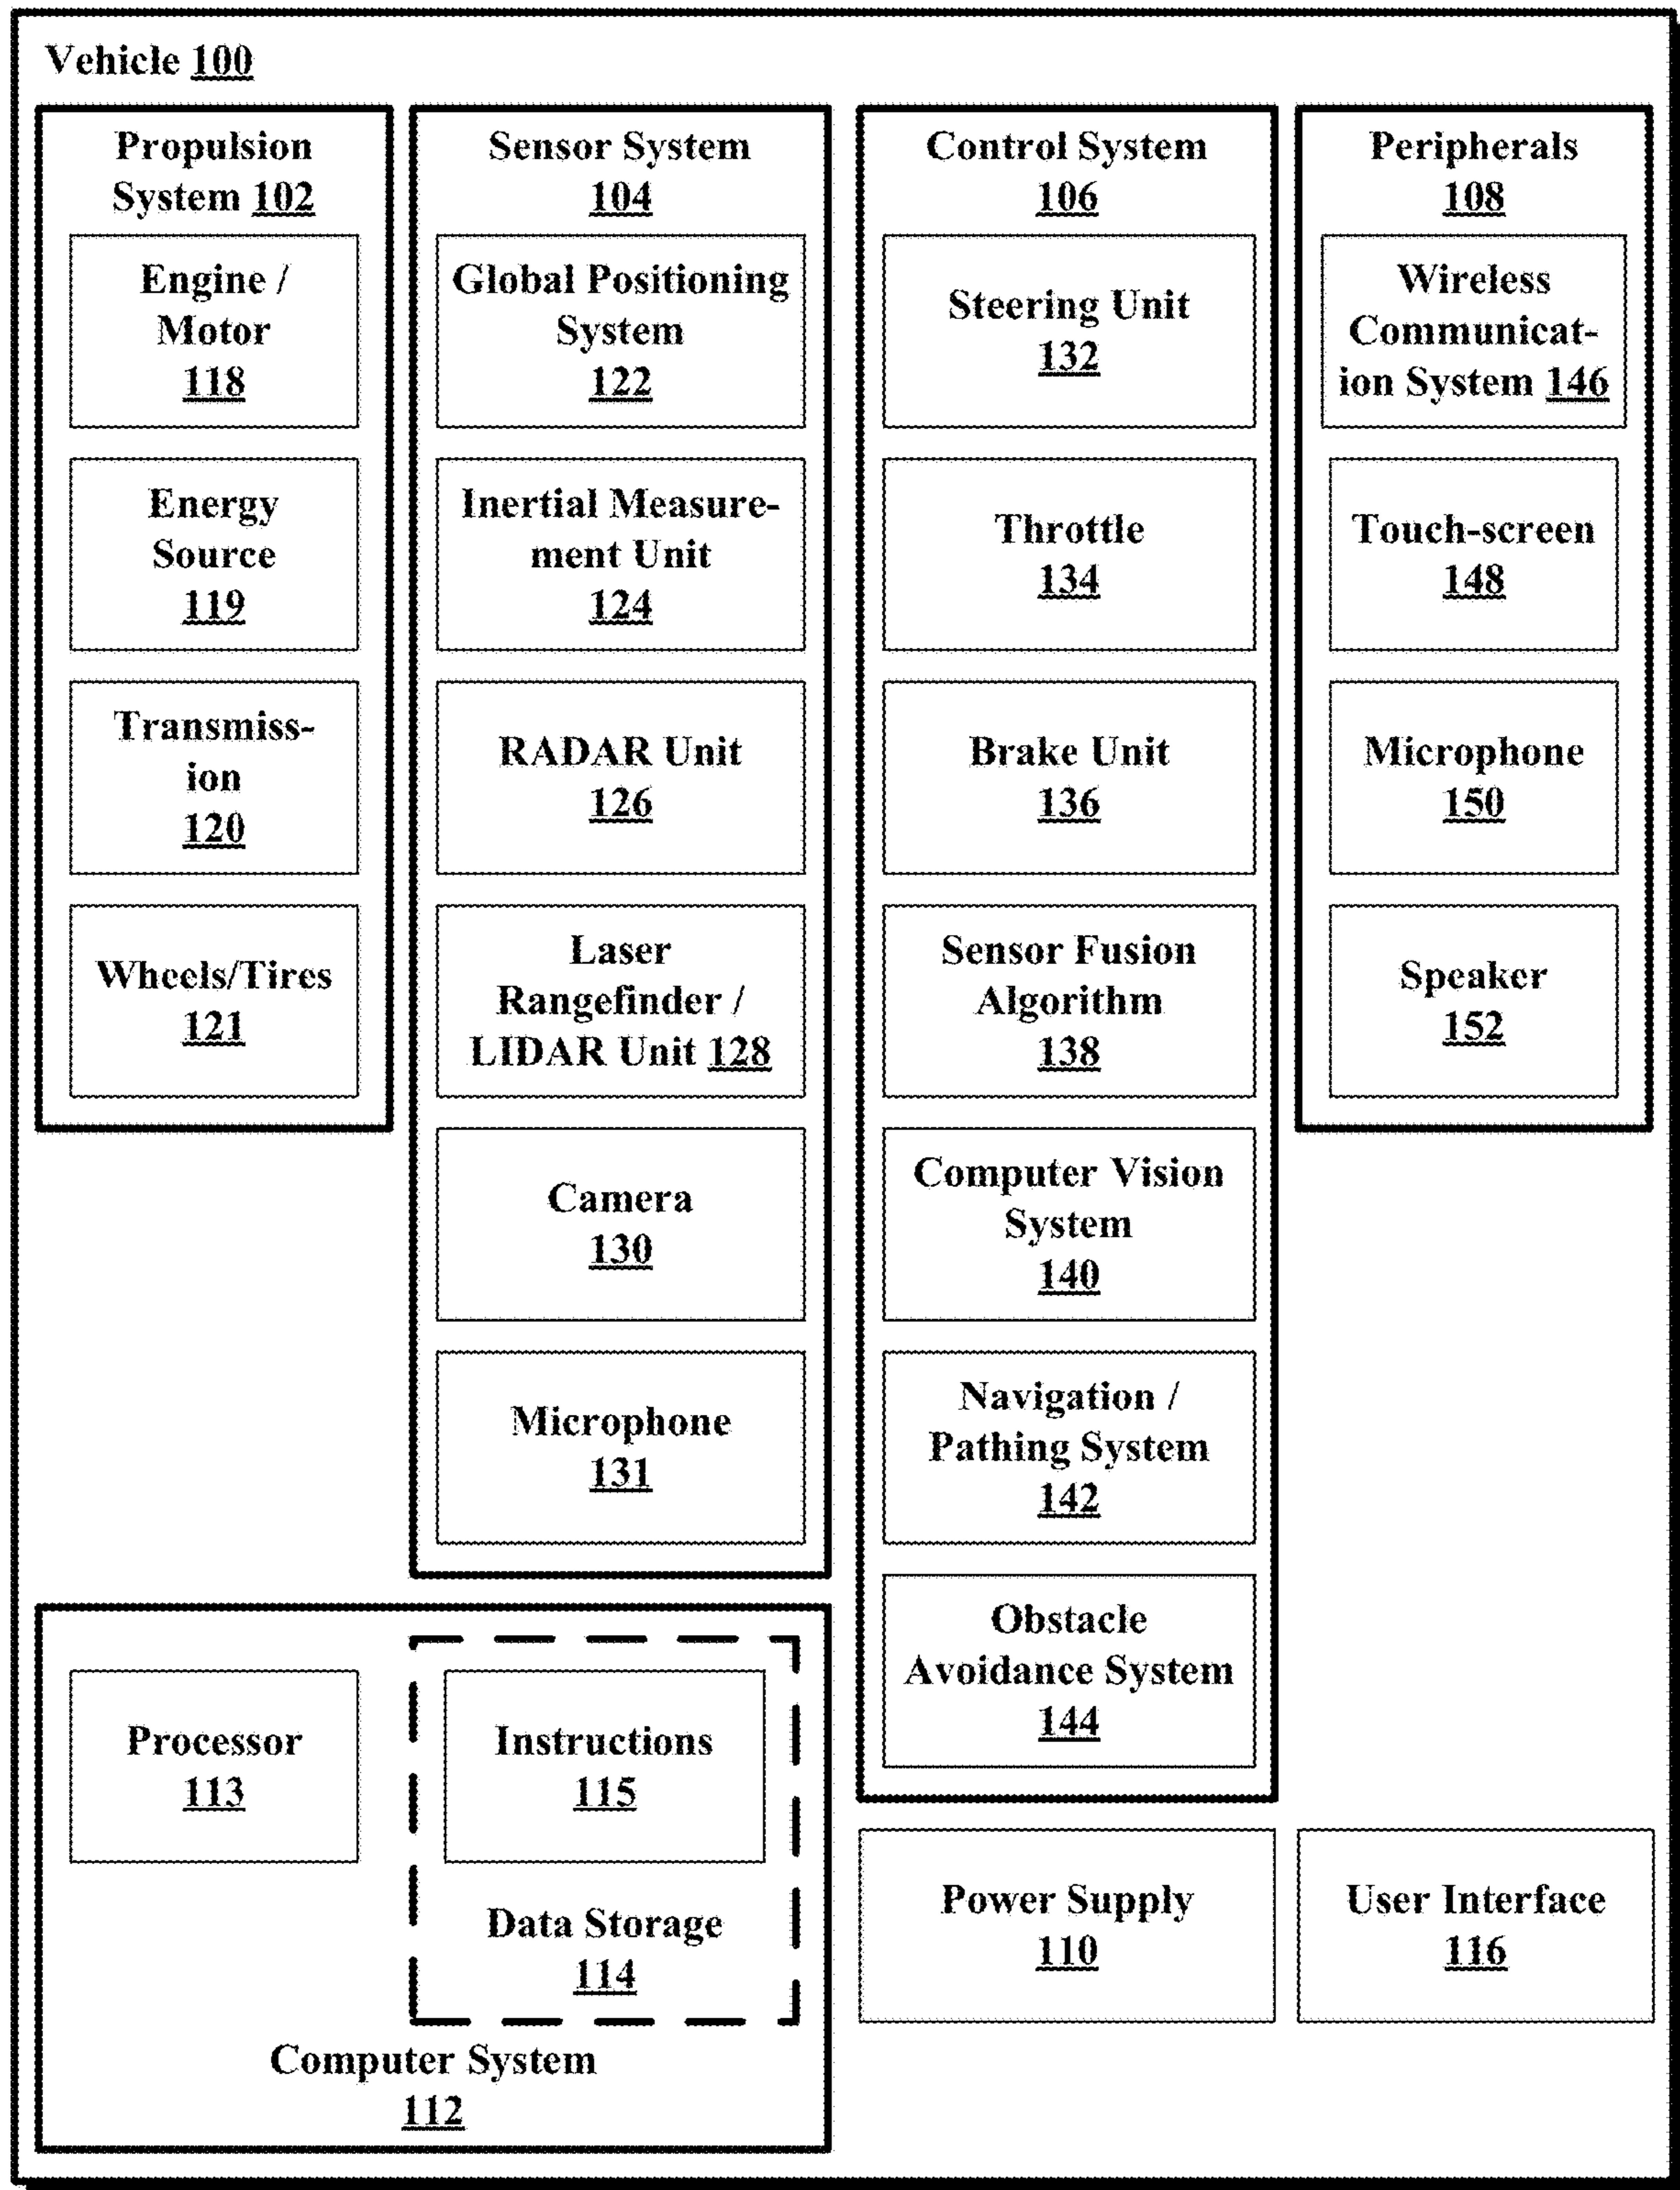 Vehicle 100
Propulsion
System 102
Engine /
Motor
118
Energy
Source
119
Transmiss-
ion
120
Wheels/Tires
121
Sensor System
104
Global Positioning
System
122
Inertial Measure-
ment Unit
124
RADAR Unit
126
Laser
Rangefinder /
LIDAR Unit 128
Camera
130
Microphone
131
Control System
106
Steering Unit
132
Throttle
134
Brake Unit
136
Sensor Fusion
Algorithm
138
Computer Vision
System
140
Navigation /
Pathing System
142
Obstacle
Avoidance System
144
Peripherals
108
Wireless
Communicat-
ion System 146
Touch-screen
148
Microphone
150
Speaker
152
Processor
113
Instructions
115
Data Storage
114
Computer System
112
Power Supply
110
User Interface
116